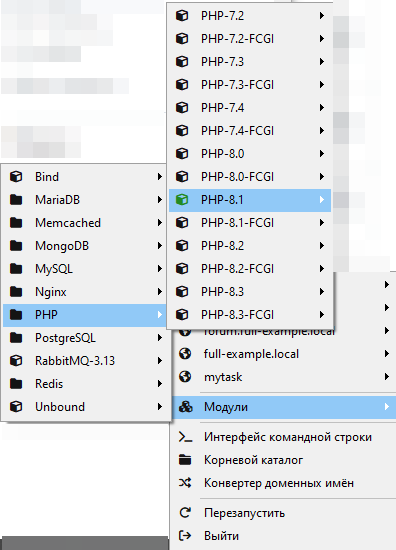 PHP-7.2
PHP-7.2-FCGI
PHP-7.3
PHP-7.3-FCGI
PHP-7.4
PHP-7.4-FCGI
PHP-8.0
PHP-8.0-FCGI
PHP-8.1
PHP-8.1-FCGI
PHP-8.2
PHP-8.2-FCGI
PHP-8.3
PHP-8.3-FCGI
Bind
MariaDB
Memcached
MongoDB
MySQL
Nginx
PHP
PostgreSQL
RabbitMQ-3.13
Redis
Unbound
forum.full-example.local
full-example.local
mytask
Модули
Интерфейс командной строки
Корневой каталог
Конвертер доменных имён
Перезапустить
Выйти